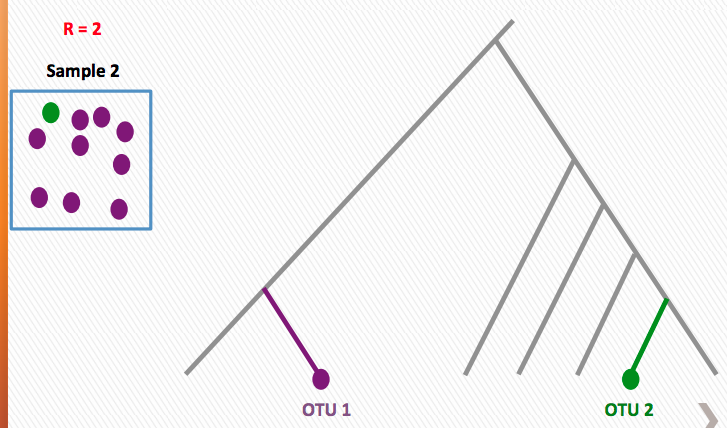 R = 2
Sample 2
OTU 1
OTU 2